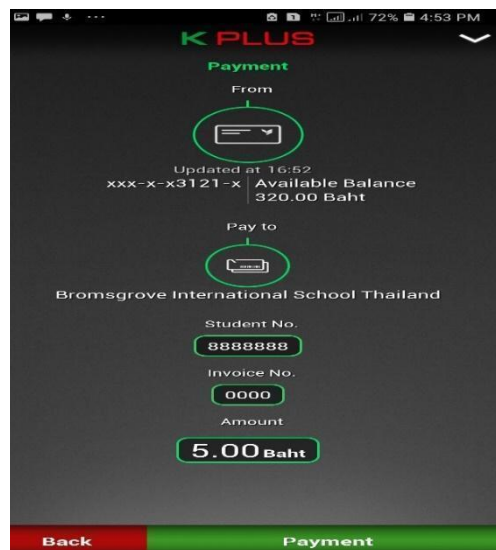 72% 4:53 PM
K PLUS
Payment
From
Updated at 16:52
xxx-x-x3121-x Available Balance
320.00 Baht
Pay to
Bromsgrove International School Thailand
Student No.
8888888
Invoice No.
0000
Amount
5.00 Baht
Back Payment